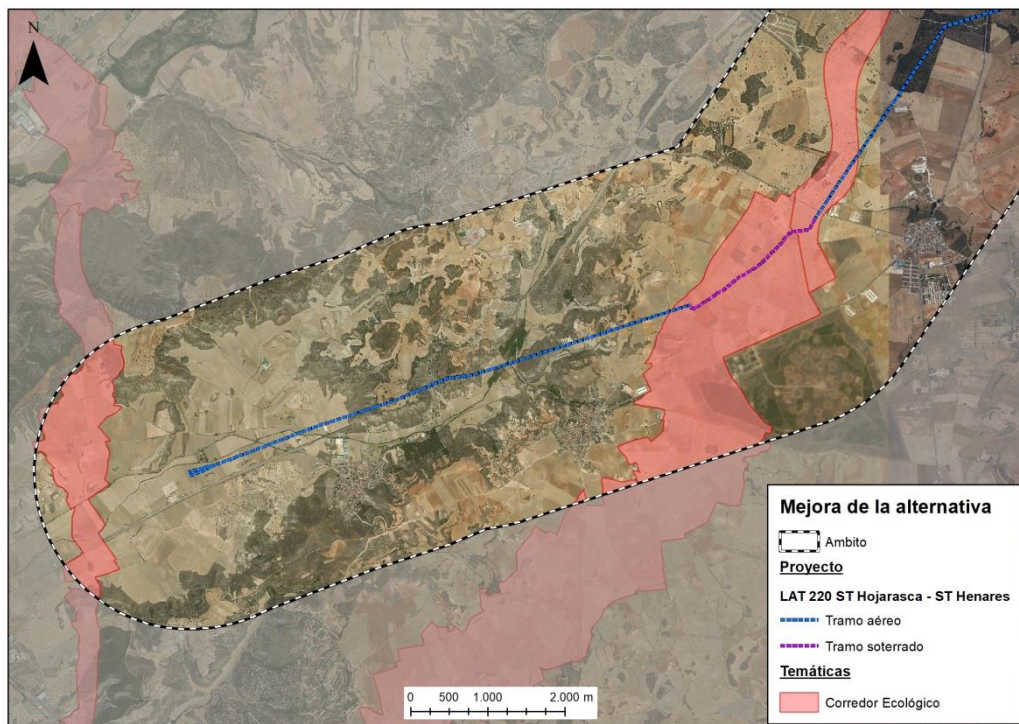 N
Mejora de la alternativa
Ambito
Proyecto
LAT 220 ST Hojarasca - ST Henares
Tramo aéreo
Tramo soterrado
Temáticas
Corredor Ecológico
0 500 1.000 2.000 m